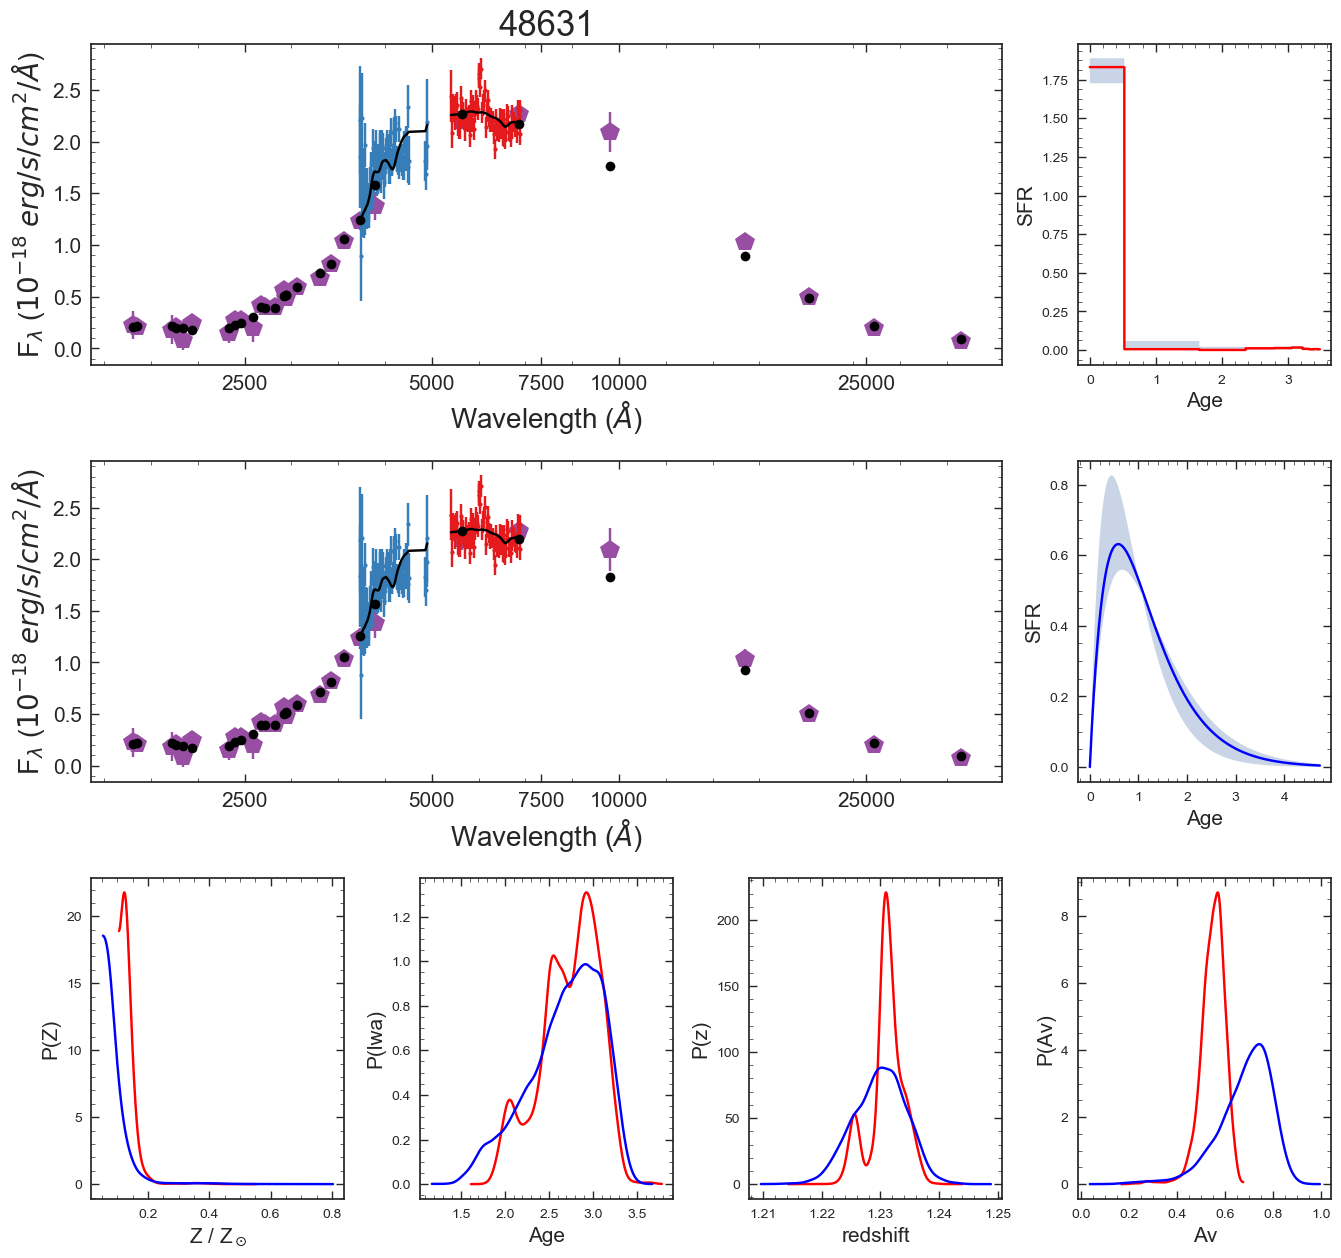 48631
F_λ (10^{-18} erg/s/cm^2/Å)
2.5
2.0
1.5
1.0
0.5
0.0
2500 5000 7500 10000 25000
Wavelength (Å)
SFR
1.75
1.50
1.25
1.00
0.75
0.50
0.25
0.00
0 1 2 3
Age
F_λ (10^{-18} erg/s/cm^2/Å)
2.5
2.0
1.5
1.0
0.5
0.0
2500 5000 7500 10000 25000
Wavelength (Å)
SFR
0.8
0.6
0.4
0.2
0.0
0 1 2 3 4
Age
P(Z)
20
15
10
5
0
0.2 0.4 0.6 0.8
Z / Z_⊙
P(lwa)
1.2
1.0
0.8
0.6
0.4
0.2
0.0
1.5 2.0 2.5 3.0 3.5
Age
P(z)
200
150
100
50
0
1.21 1.22 1.23 1.24 1.25
redshift
P(Av)
8
6
4
2
0
0.0 0.2 0.4 0.6 0.8 1.0
Av